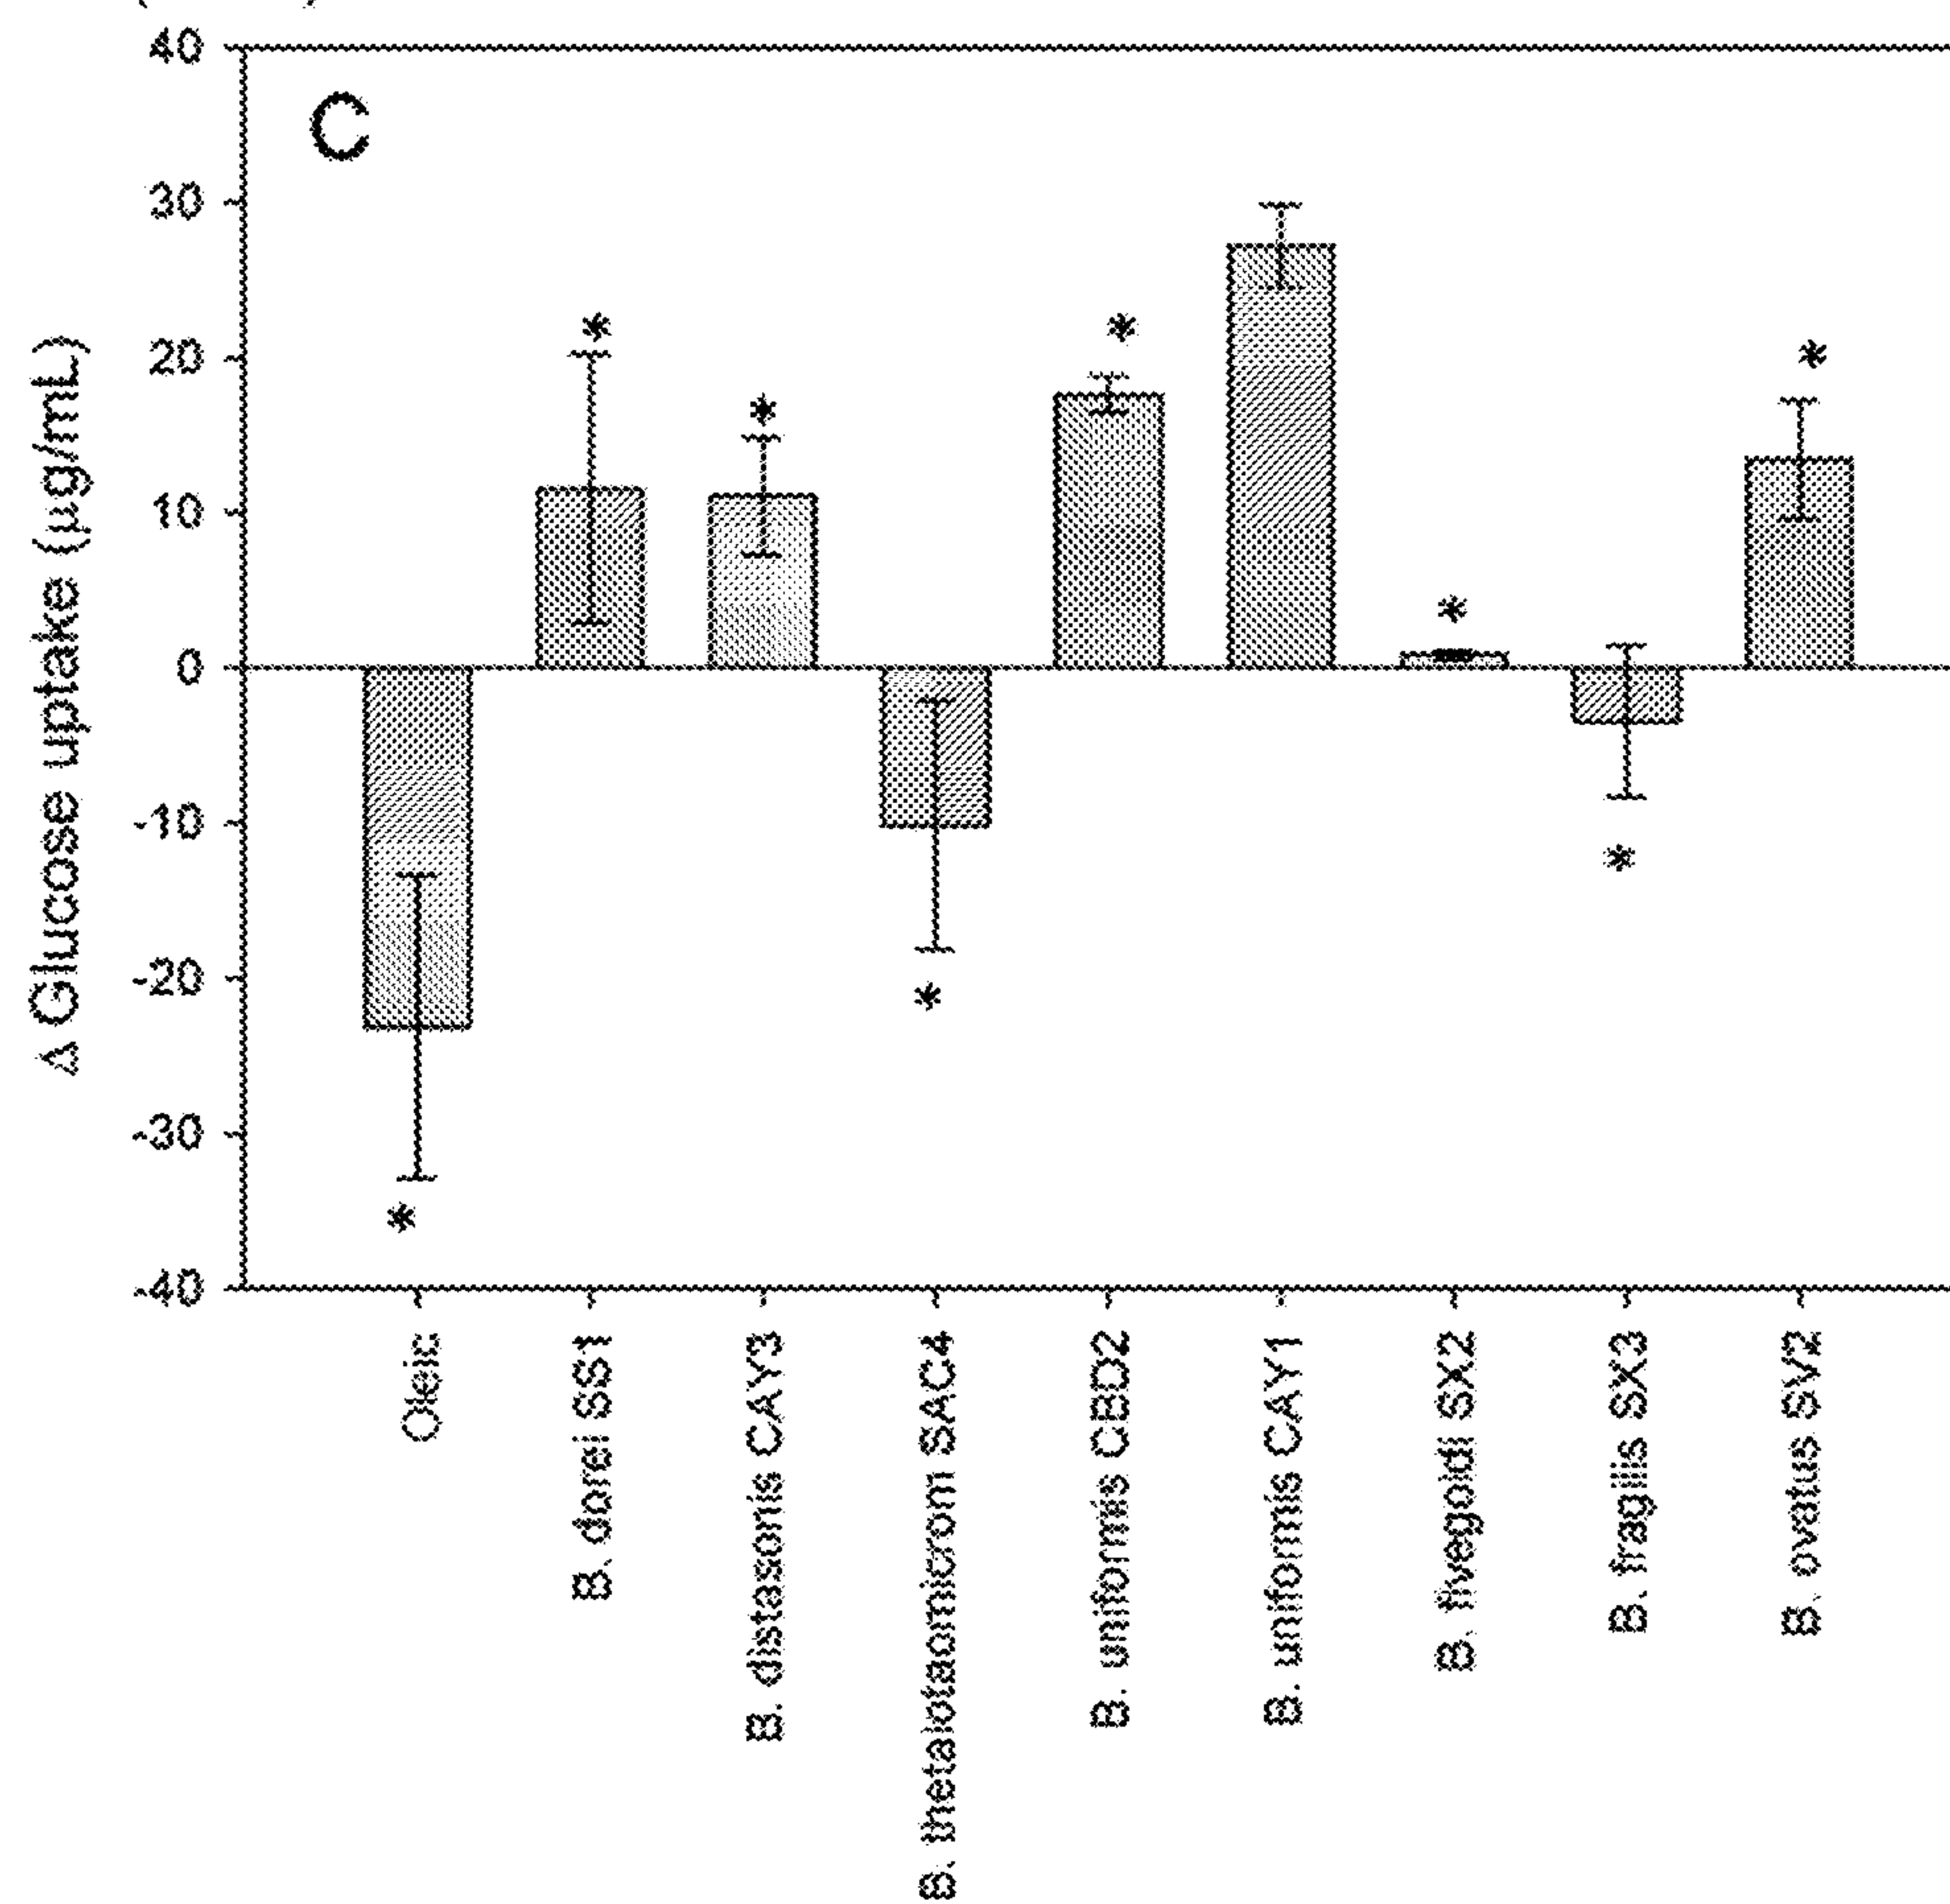 C
Δ Glucose uptake (µg/mL)
40
30
20
10
0
-10
-20
-30
-40
*
*
*
*
*
*
*
*
Oleic
B. dorei SS1
B. distasonis CAY3
B. thetaiotaomicrom SAC4
B. uniformis CBD2
B. uniformis CAY1
B. fivegoidi SX2
B. fragilis SX3
B. ovatus SV2